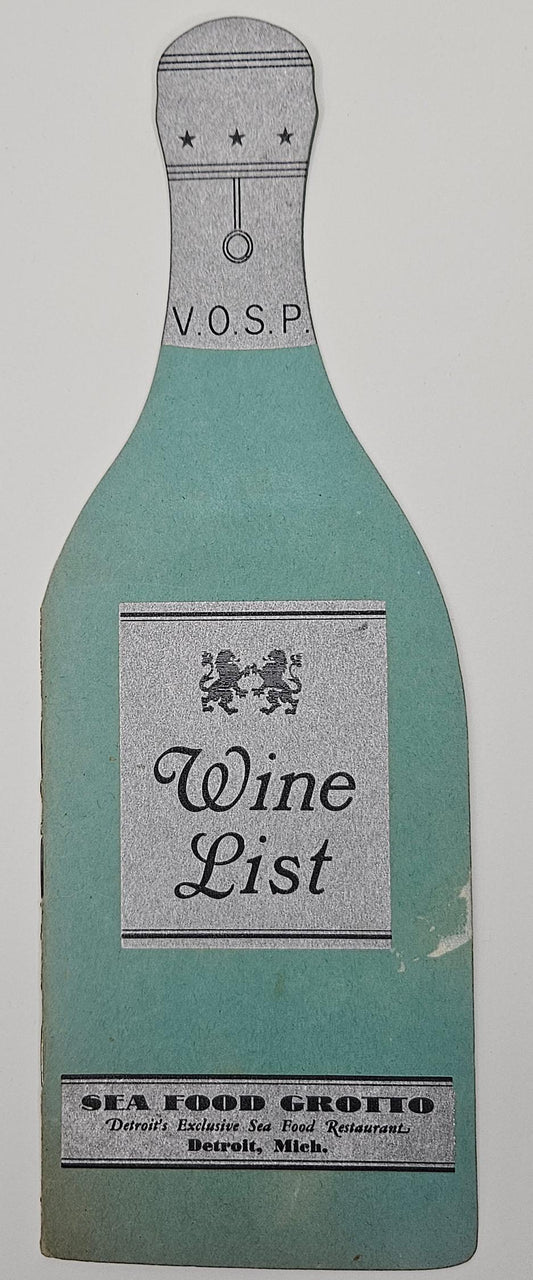 V.O.S.P.
Wine
List
SEA FOOD GROTTO
Detroit's Exclusive Sea Food Restaurant
Detroit, Mich.